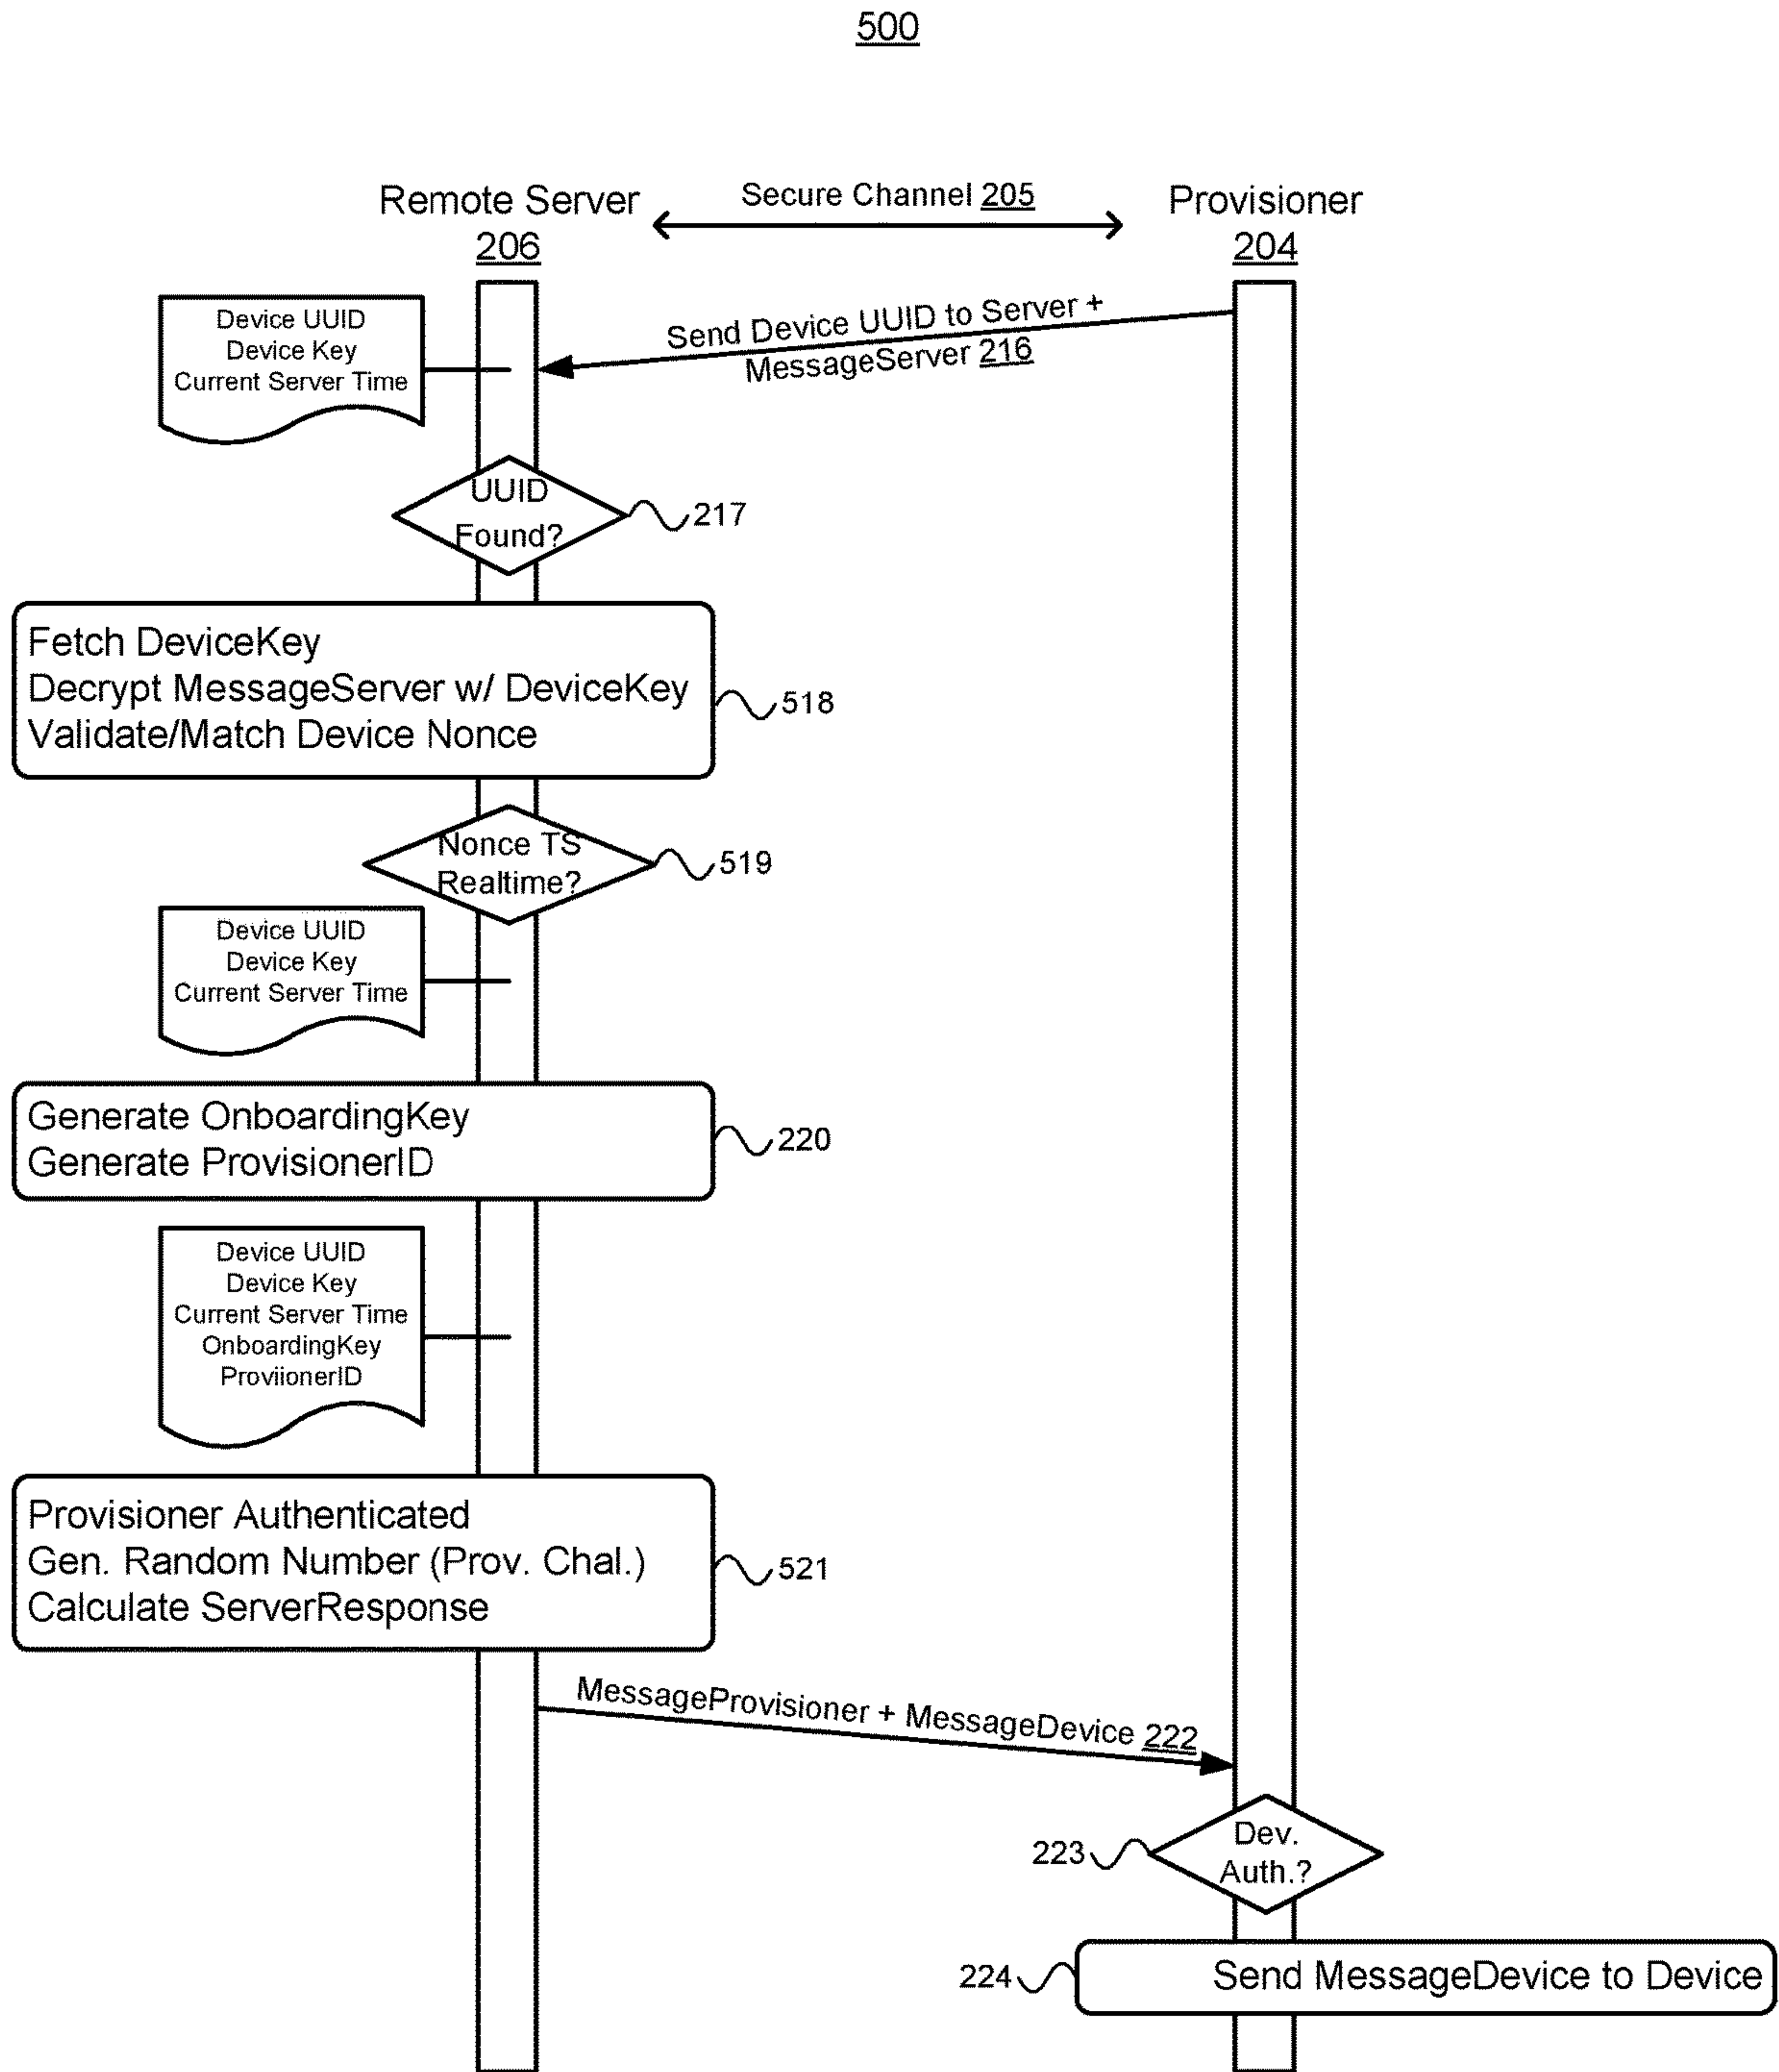 500
Remote Server
206
Secure Channel 205
Provisioner
204
Device UUID
Device Key
Current Server Time
Send Device UUID to Server +
MessageServer 216
UUID
Found?
217
Fetch DeviceKey
Decrypt MessageServer w/ DeviceKey
Validate/Match Device Nonce
518
Nonce TS
Realtime?
519
Device UUID
Device Key
Current Server Time
Generate OnboardingKey
Generate ProvisionerID
220
Device UUID
Device Key
Current Server Time
OnboardingKey
ProviionerID
Provisioner Authenticated
Gen. Random Number (Prov. Chal.)
Calculate ServerResponse
521
MessageProvisioner + MessageDevice 222
Dev.
Auth.?
223
Send MessageDevice to Device
224